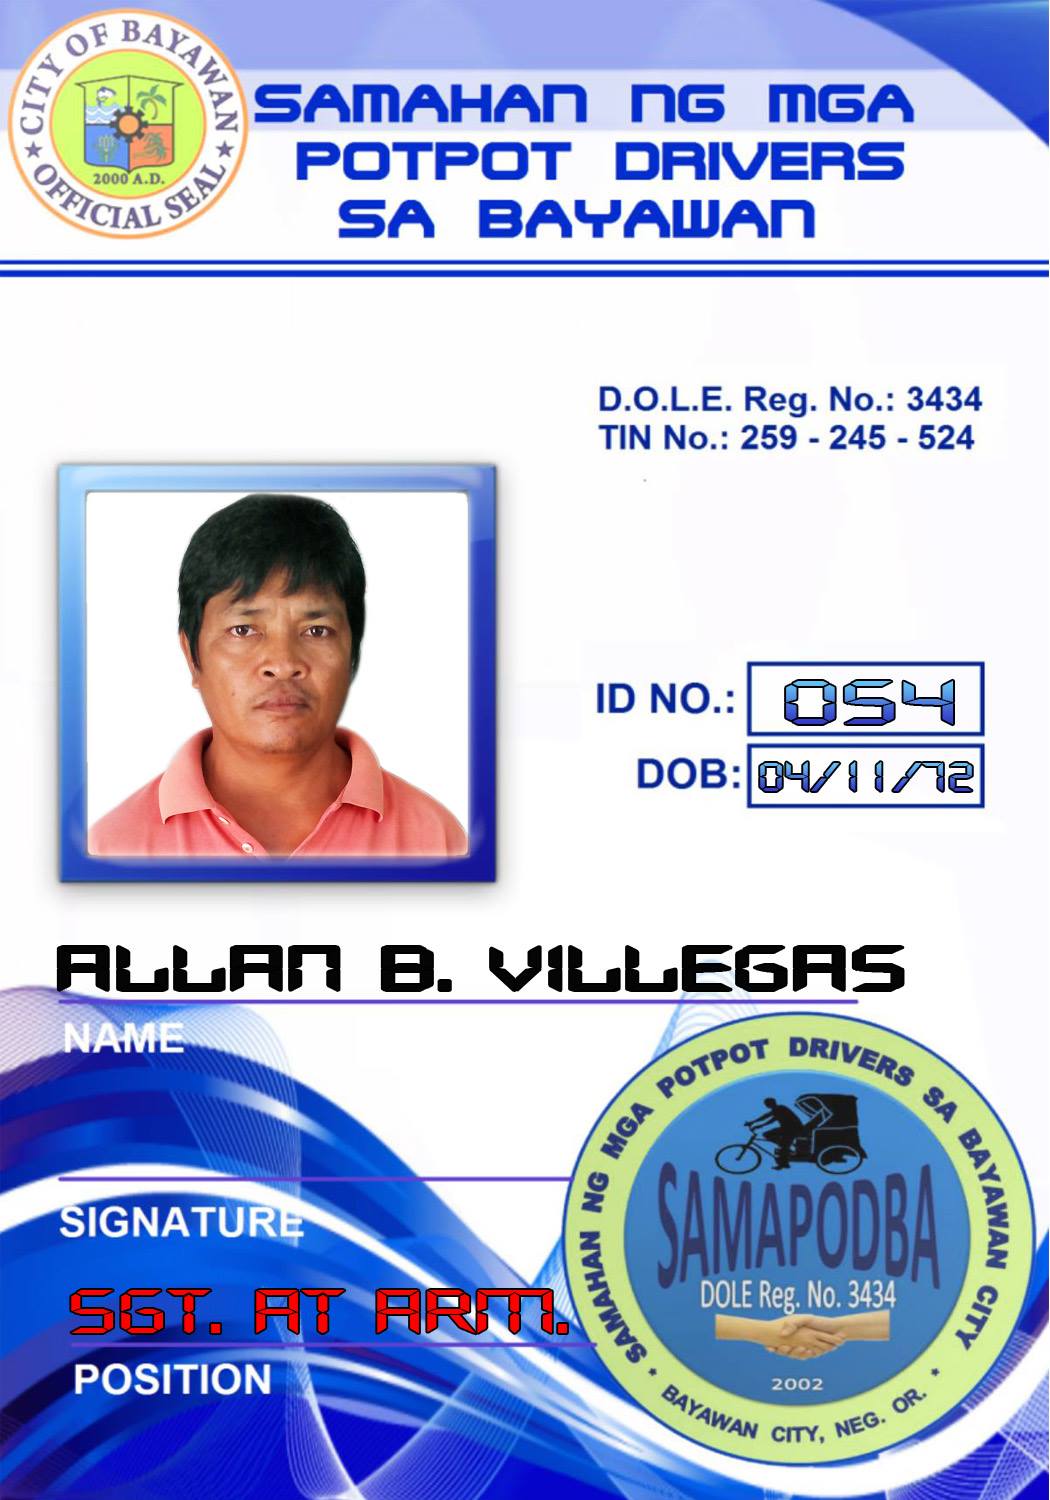 CITY OF BAYAWAN
OFFICIAL SEAL
2000 A.D.
SAMAHAN NG MGA
POTPOT DRIVERS
SA BAYAWAN
D.O.L.E. Reg. No.: 3434
TIN No.: 259 - 245 - 524
ID NO.: 054
DOB: 04/11/72
ALLAN B. VILLEGAS
NAME
SIGNATURE
SGT. AT ARM.
POSITION
SAMAHAN NG MGA POTPOT DRIVERS SA BAYAWAN CITY
SAMAPODBA
DOLE Reg. No. 3434
2002
* BAYAWAN CITY, NEG. OR. *